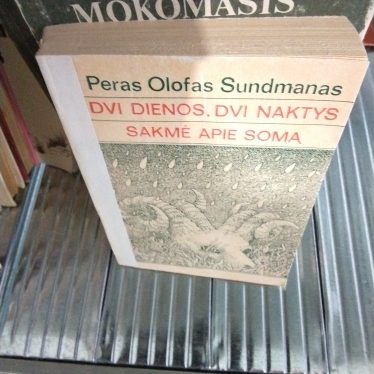 MOKOMASIS
Peras Olofas Sundmanas
DVI DIENOS, DVI NAKTYS
SAKMĖ APIE SOMĄ